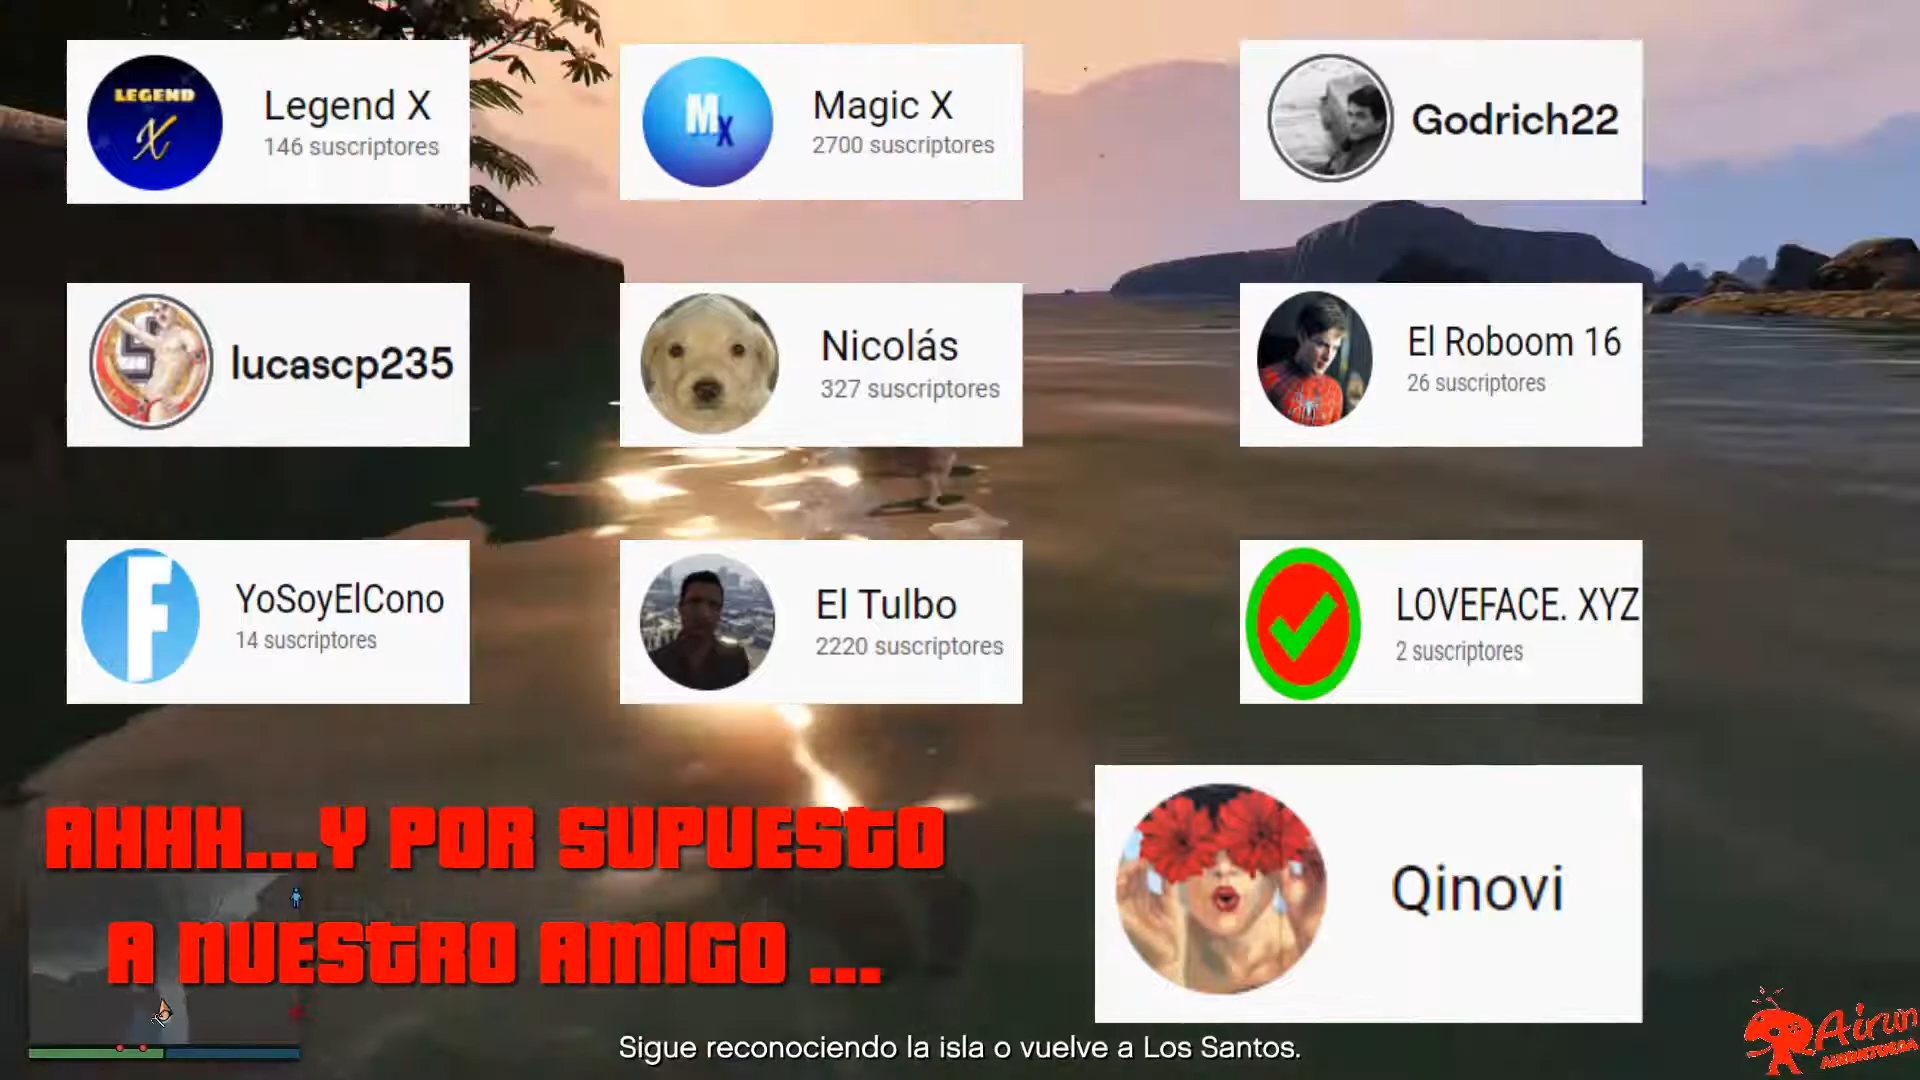 LEGEND
X
Legend X
146 suscriptores
MX
Magic X
2700 suscriptores
Godrich22
lucascp235
Nicolás
327 suscriptores
El Roboom 16
26 suscriptores
F
YoSoyElCono
14 suscriptores
El Tulbo
2220 suscriptores
LOVEFACE. XYZ
2 suscriptores
AHHH...Y POR SUPUESTO
A NUESTRO AMIGO ...
Qinovi
Sigue reconociendo la isla o vuelve a Los Santos.
Airun